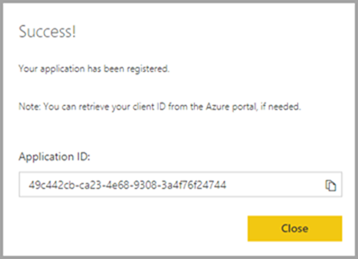 Success!
Your application has been registered.
Note: You can retrieve your client ID from the Azure portal, if needed.
Application ID:
49c442cb-ca23-4e68-9308-3a4f76f24744
Close